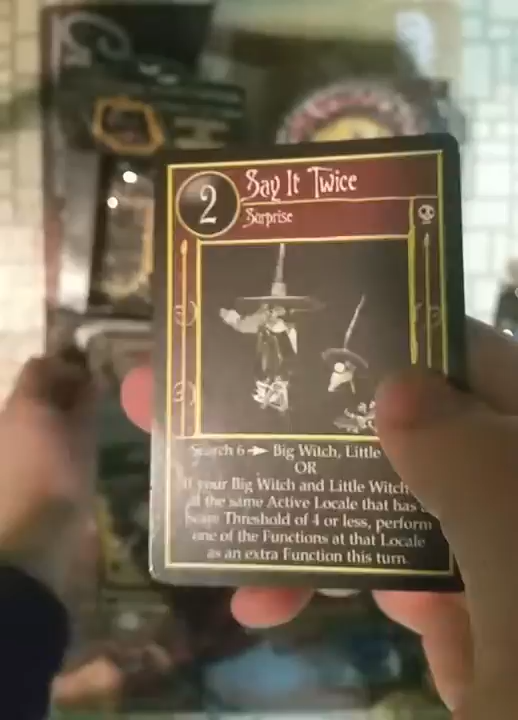 2
Say It Twice
Surprise
Search 6 Big Witch, Little
OR
If your Big Witch and Little Witch
at the same Active Locale that has a
Scare Threshold of 4 or less, perform
one of the Functions at that Locale
as an extra Function this turn.